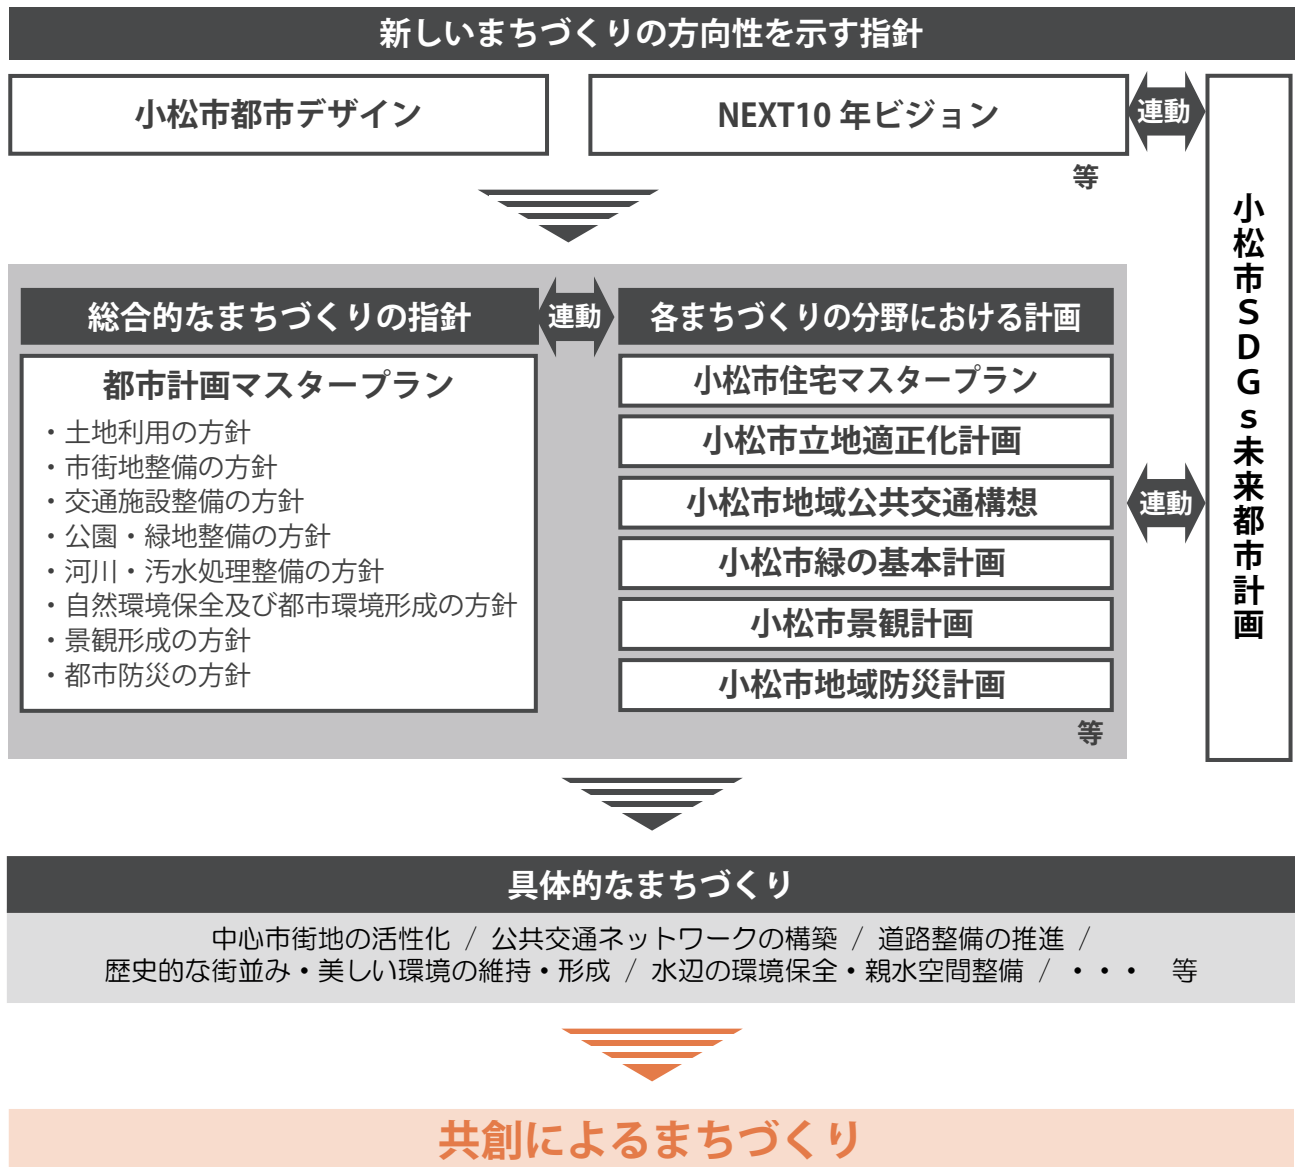 新しいまちづくりの方向性を示す指針
小松市都市デザイン
NEXT10 年ビジョン
連動
等
小松市SDGs未来都市計画
総合的なまちづくりの指針
連動
各まちづくりの分野における計画
都市計画マスタープラン
・土地利用の方針
・市街地整備の方針
・交通施設整備の方針
・公園・緑地整備の方針
・河川・汚水処理整備の方針
・自然環境保全及び都市環境形成の方針
・景観形成の方針
・都市防災の方針
小松市住宅マスタープラン
小松市立地適正化計画
小松市地域公共交通構想
小松市緑の基本計画
小松市景観計画
小松市地域防災計画
等
連動
具体的なまちづくり
中心市街地の活性化 / 公共交通ネットワークの構築 / 道路整備の推進 /
歴史的な街並み・美しい環境の維持・形成 / 水辺の環境保全・親水空間整備 / ・・・ 等
共創によるまちづくり